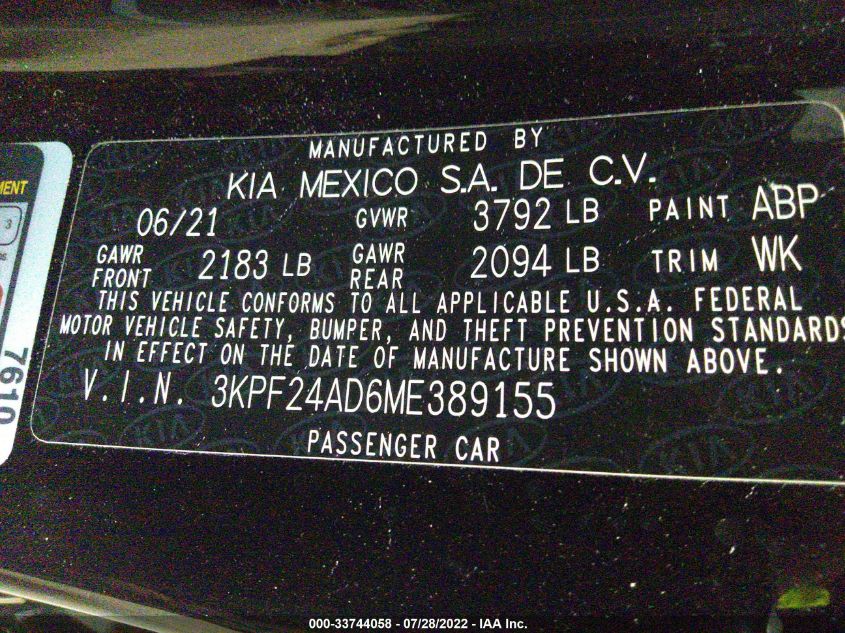 MANUFACTURED BY
KIA MEXICO S.A. DE C.V.
06/21 GVWR 3792 LB PAINT ABP
GAWR FRONT 2183 LB GAWR REAR 2094 LB TRIM WK
THIS VEHICLE CONFORMS TO ALL APPLICABLE U.S.A. FEDERAL
MOTOR VEHICLE SAFETY, BUMPER, AND THEFT PREVENTION STANDARDS
IN EFFECT ON THE DATE OF MANUFACTURE SHOWN ABOVE.
V.I.N. 3KPF24AD6ME389155
PASSENGER CAR
3
7610
000-33744058 - 07/28/2022 - IAA Inc.